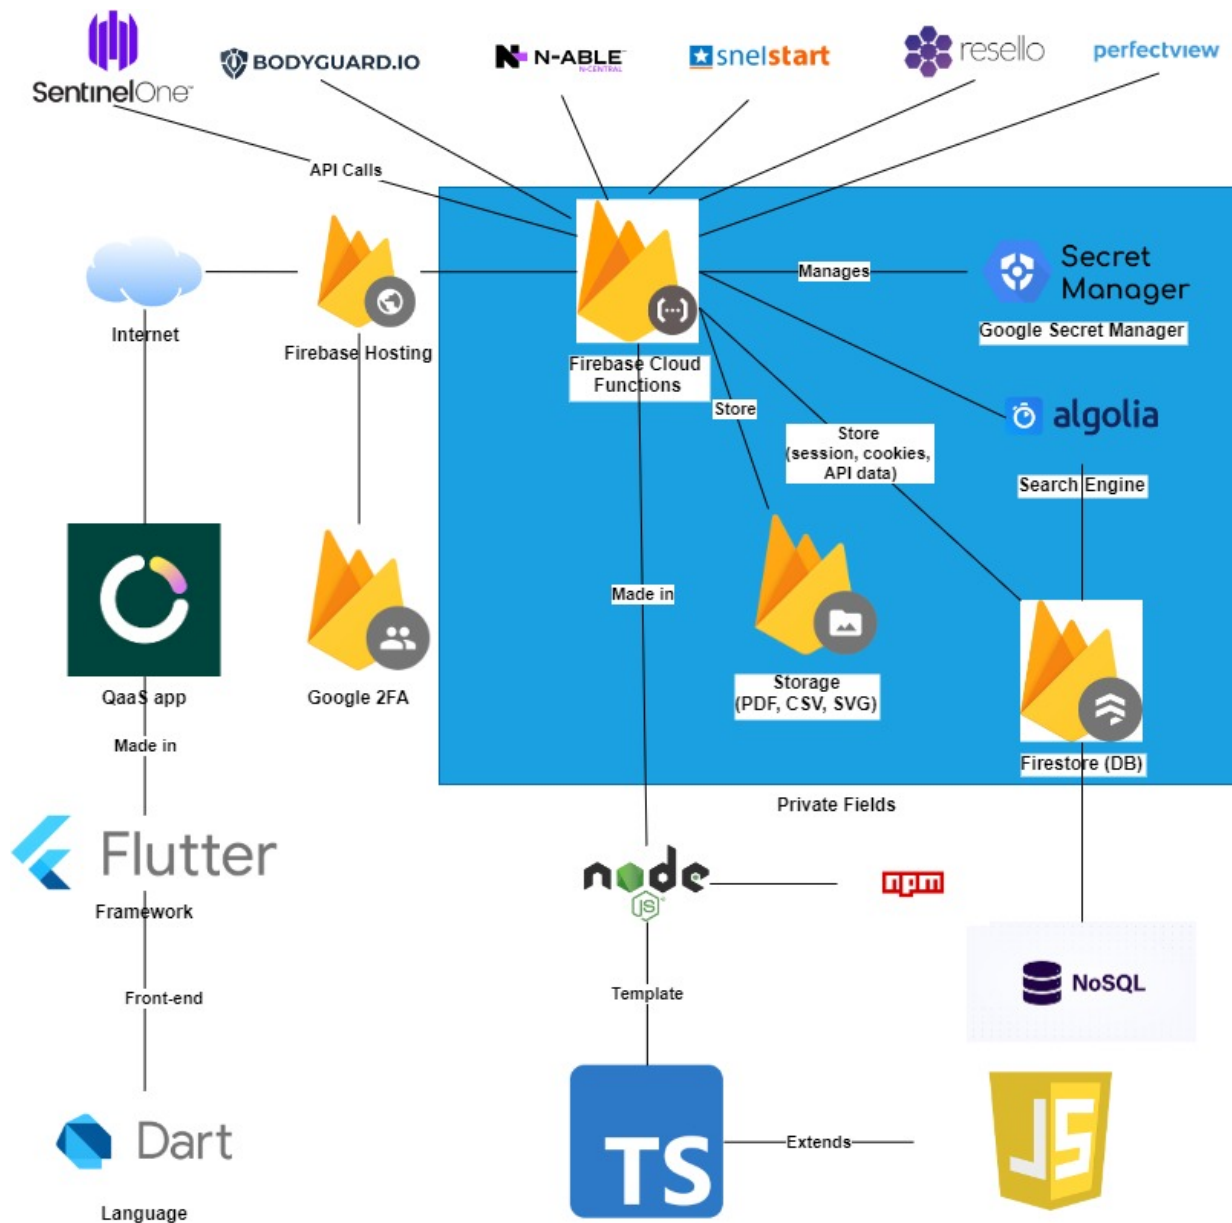 SentinelOne
BODYGUARD.IO
N-ABLE
N-CENTRAL
snelstart
resello
perfectview
API Calls
Internet
Firebase Hosting
Firebase Cloud
Functions
Manages
Secret
Manager
Google Secret Manager
Store
Store
(session, cookies,
API data)
algolia
Search Engine
Made in
QaaS app
Google 2FA
Storage
(PDF, CSV, SVG)
Firestore (DB)
Made in
Private Fields
Flutter
Framework
node
JS
npm
Front-end
Template
NoSQL
Dart
Language
TS
Extends
JS